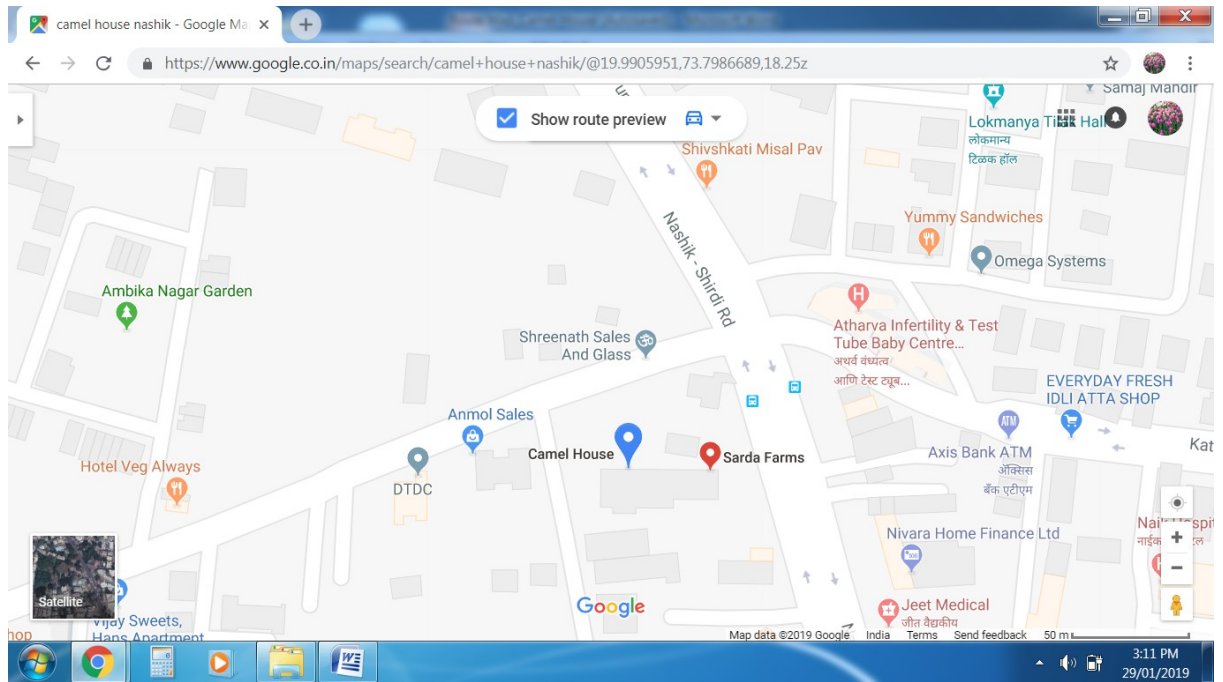 camel house nashik - Google Ma
https://www.google.co.in/maps/search/camel+house+nashik/@19.9905951,73.7986689,18.25z
Samaj Mandir
Show route preview
Lokmanya Tilak Hall
लोकमान्य
टिळक हॉल
Shivshkati Misal Pav
Yummy Sandwiches
Nashik - Shirdi Rd
Omega Systems
Ambika Nagar Garden
Atharva Infertility & Test
Tube Baby Centre...
अथर्व वंध्यत्व
आणि टेस्ट ट्यूब...
Shreenath Sales
And Glass
EVERYDAY FRESH
IDLI ATTA SHOP
Anmol Sales
ATM
Kat
Camel House
Sarda Farms
Axis Bank ATM
ॲक्सिस
बँक एटीएम
Hotel Veg Always
DTDC
Nivara Home Finance Ltd
Satellite
Google
Jeet Medical
जीत वैद्यकीय
Vijay Sweets,
Hans Apartment
hop
Map data ©2019 Google India Terms Send feedback 50 m
3:11 PM
29/01/2019